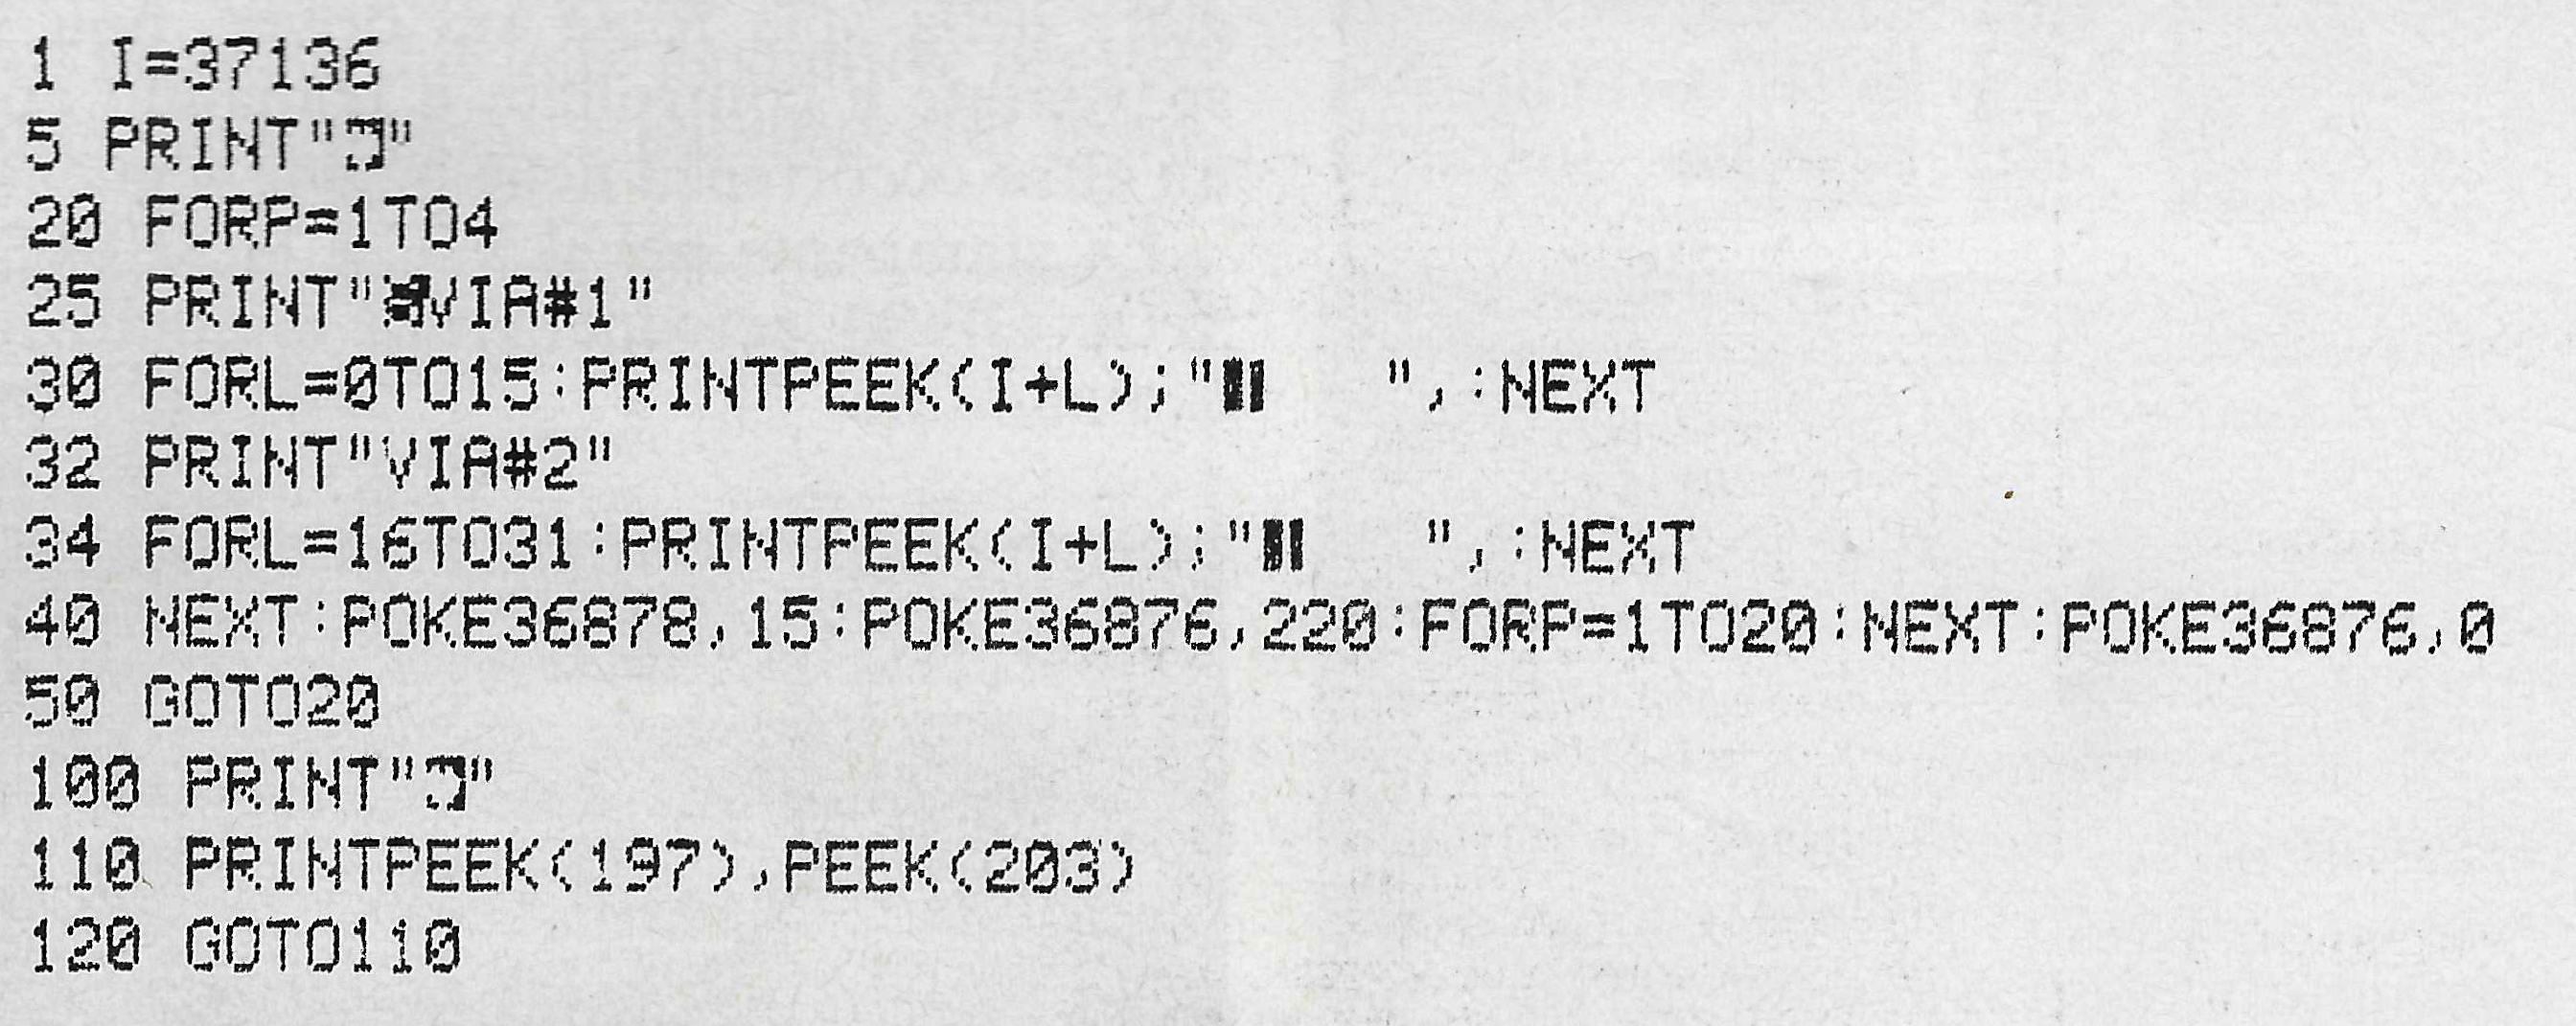 1 I=37136
5 PRINT"
20 FORP=1TO4
25 PRINT"VIA#1"
30 FORL=0TO15:PRINTPEEK(I+L);"▌▌   ",:NEXT
32 PRINT"VIA#2"
34 FORL=16TO31:PRINTPEEK(I+L);"▌▌   ",:NEXT
40 NEXT:POKE36878,15:POKE36876,220:FORP=1TO20:NEXT:POKE36876,0
50 GOTO20
100 PRINT"
110 PRINTPEEK(197),PEEK(203)
120 GOTO110